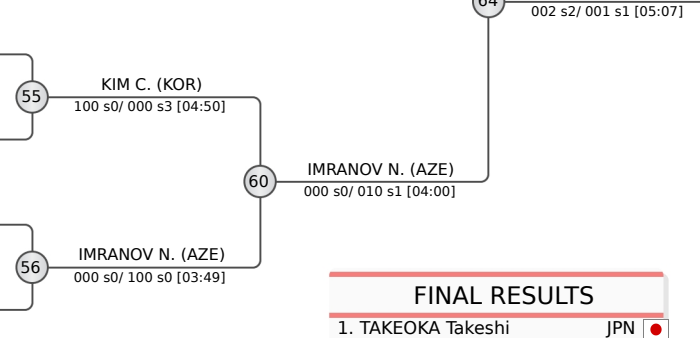 64
002 s2/ 001 s1 [05:07]
55
KIM C. (KOR)
100 s0/ 000 s3 [04:50]
60
IMRANOV N. (AZE)
000 s0/ 010 s1 [04:00]
56
IMRANOV N. (AZE)
000 s0/ 100 s0 [03:49]
FINAL RESULTS
1. TAKEOKA Takeshi JPN